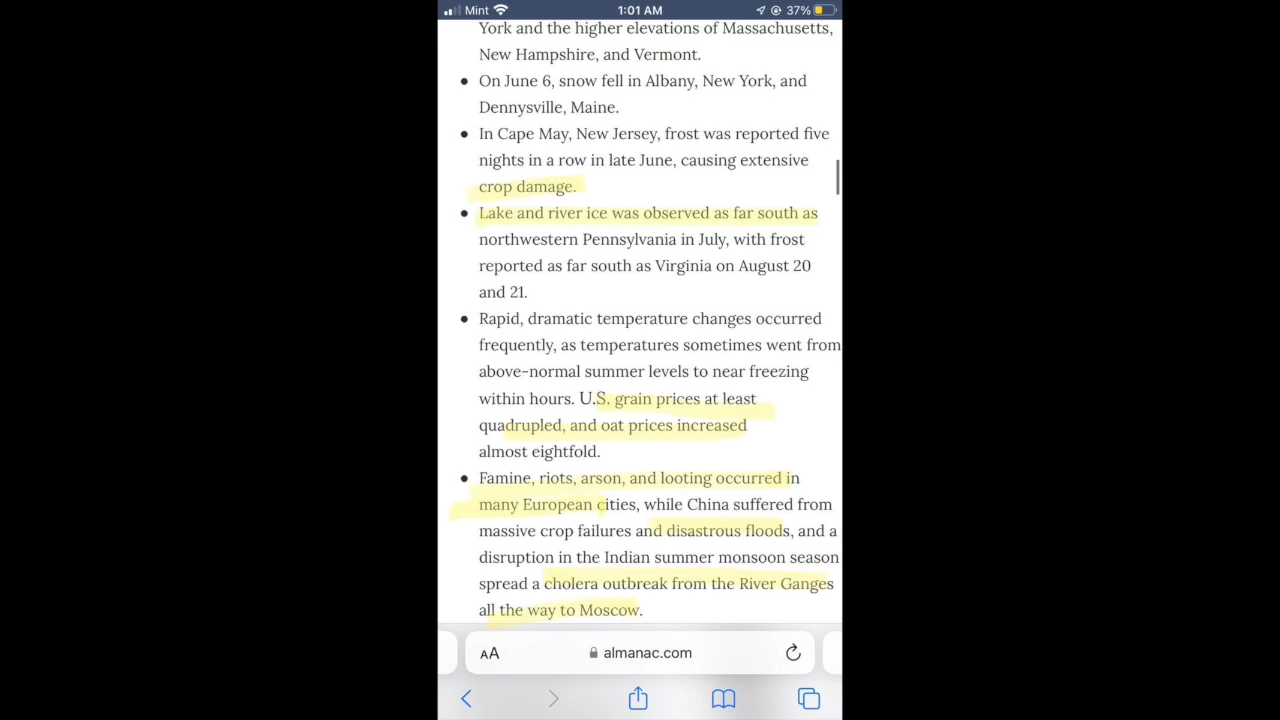 Mint 1:01 AM 37%
York and the higher elevations of Massachusetts,
New Hampshire, and Vermont.
• On June 6, snow fell in Albany, New York, and
Dennysville, Maine.
• In Cape May, New Jersey, frost was reported five
nights in a row in late June, causing extensive
crop damage.
• Lake and river ice was observed as far south as
northwestern Pennsylvania in July, with frost
reported as far south as Virginia on August 20
and 21.
• Rapid, dramatic temperature changes occurred
frequently, as temperatures sometimes went from
above-normal summer levels to near freezing
within hours. U.S. grain prices at least
quadrupled, and oat prices increased
almost eightfold.
• Famine, riots, arson, and looting occurred in
many European cities, while China suffered from
massive crop failures and disastrous floods, and a
disruption in the Indian summer monsoon season
spread a cholera outbreak from the River Ganges
all the way to Moscow.
AA almanac.com